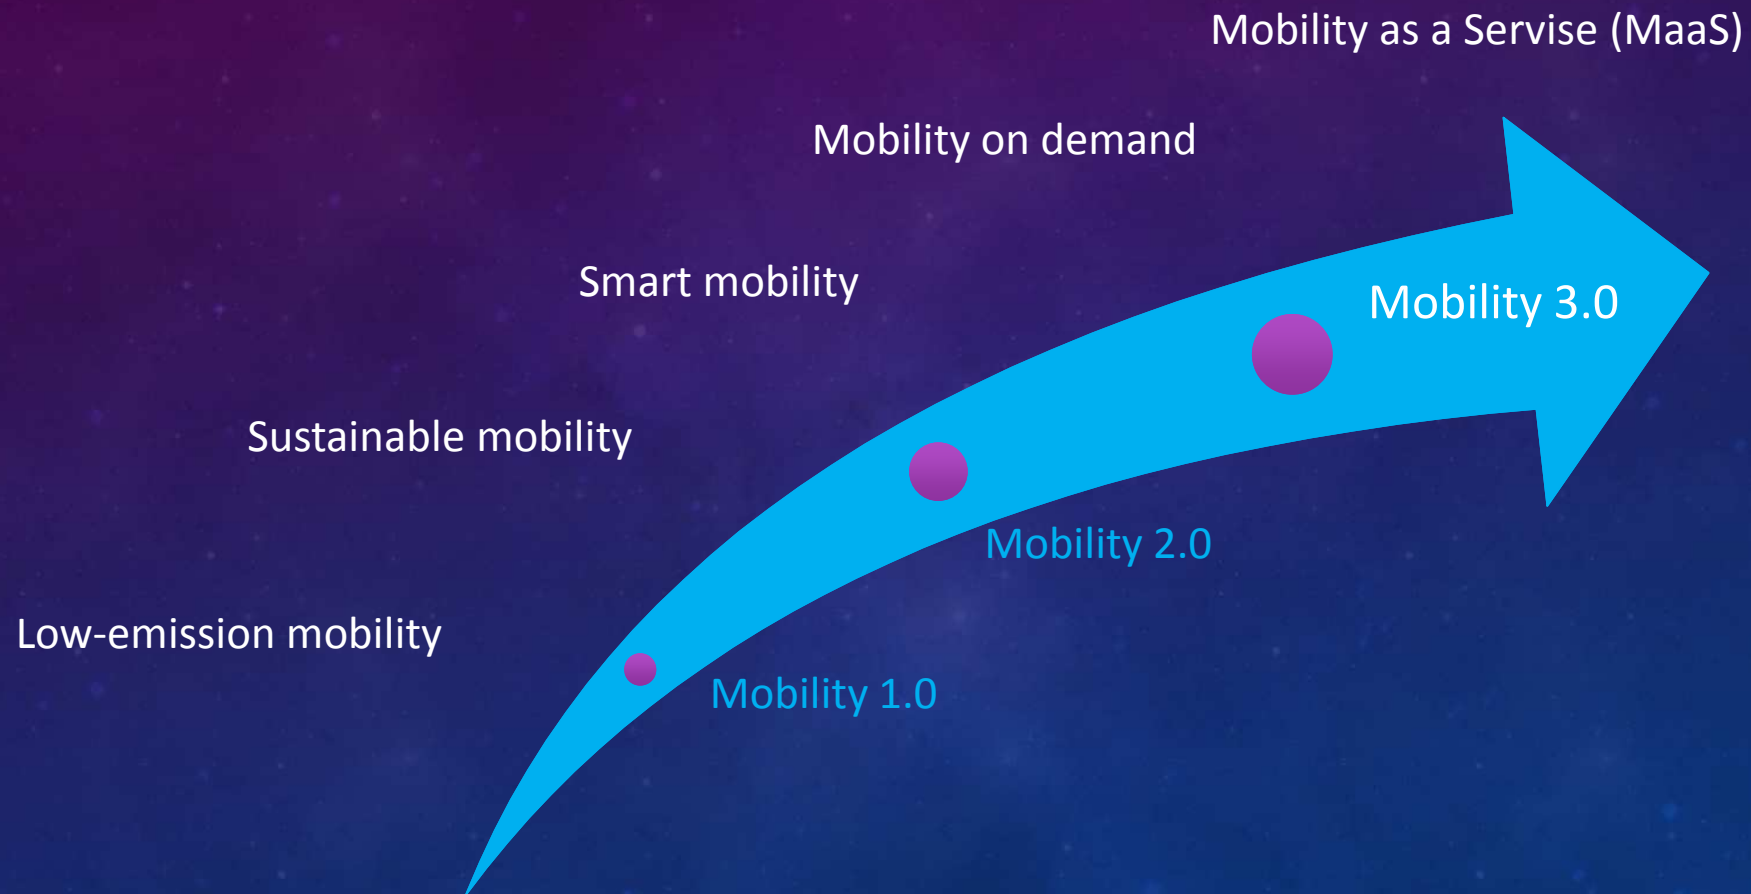 Mobility as a Servise (MaaS)
Mobility on demand
Smart mobility
Mobility 3.0
Sustainable mobility
Mobility 2.0
Low-emission mobility
Mobility 1.0